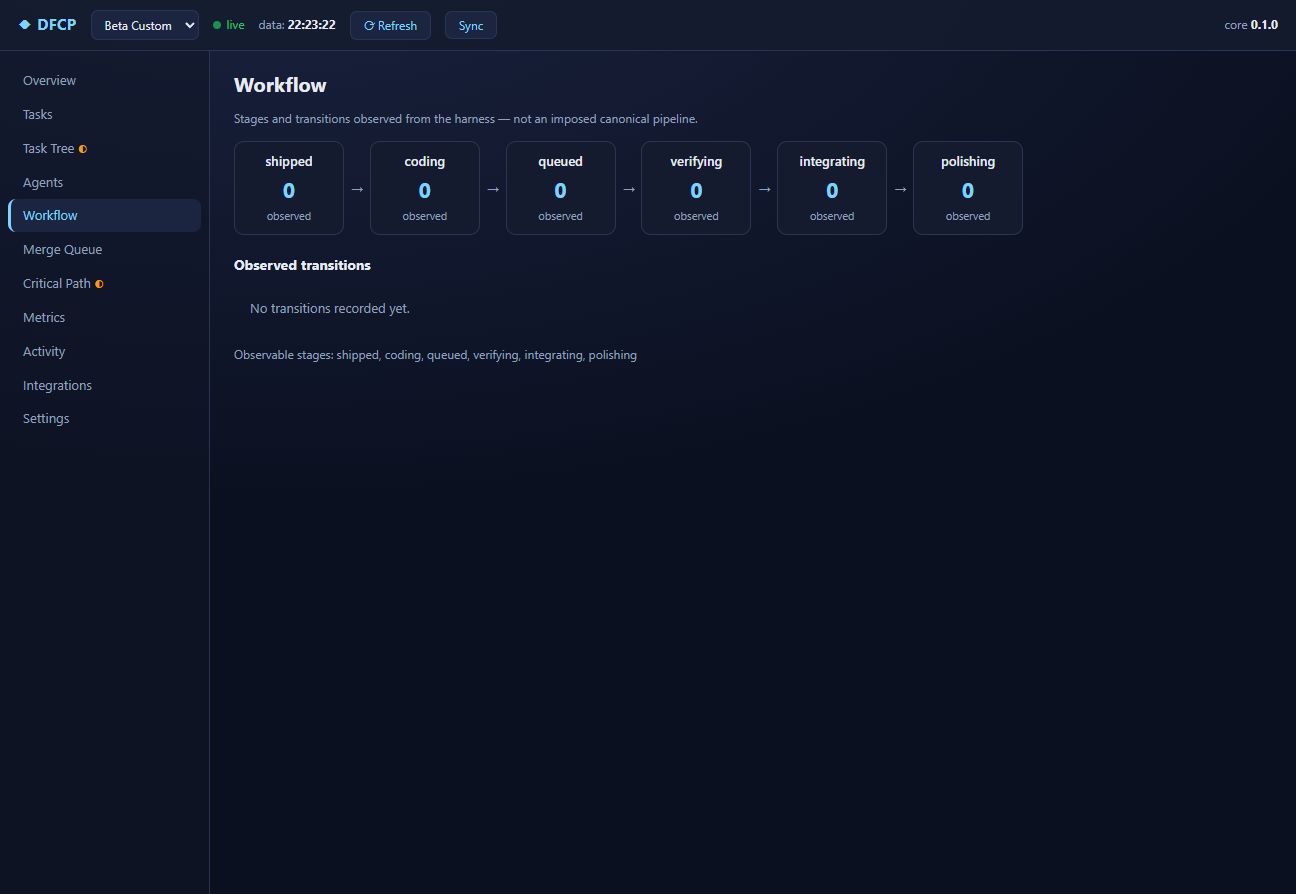 ◆ DFCP Beta Custom live data: 22:23:22 ⟳ Refresh Sync core 0.1.0
Overview
Tasks
Task Tree
Agents
Workflow
Merge Queue
Critical Path
Metrics
Activity
Integrations
Settings
Workflow
Stages and transitions observed from the harness — not an imposed canonical pipeline.
shipped → coding → queued → verifying → integrating → polishing
0 0 0 0 0 0
observed observed observed observed observed observed
Observed transitions
No transitions recorded yet.
Observable stages: shipped, coding, queued, verifying, integrating, polishing